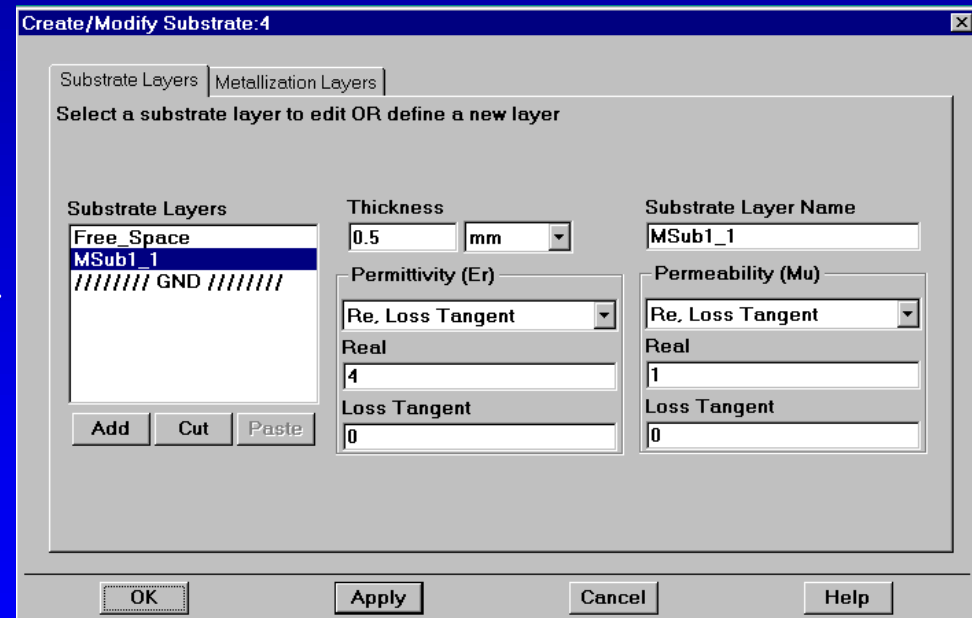 Create/Modify Substrate:4
Substrate Layers
Metallization Layers
Select a substrate layer to edit OR define a new layer
Substrate Layers
Free_Space
MSub1_1
//////// GND ////////
Add
Cut
Paste
Thickness
0.5
mm
Permittivity (Er)
Re, Loss Tangent
Real
4
Loss Tangent
0
Substrate Layer Name
MSub1_1
Permeability (Mu)
Re, Loss Tangent
Real
1
Loss Tangent
0
OK
Apply
Cancel
Help